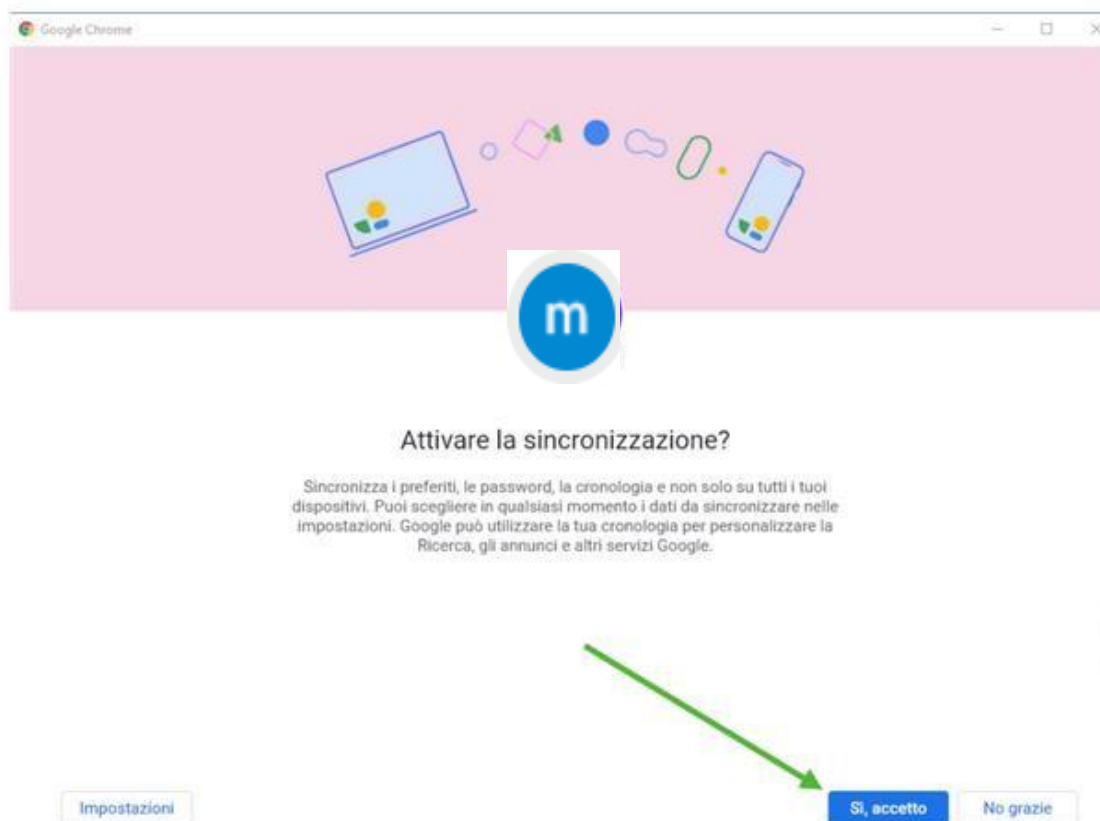 Google Chrome
m
Attivare la sincronizzazione?
Sincronizza i preferiti, le password, la cronologia e non solo su tutti i tuoi
dispositivi. Puoi scegliere in qualsiasi momento i dati da sincronizzare nelle
impostazioni. Google può utilizzare la tua cronologia per personalizzare la
Ricerca, gli annunci e altri servizi Google.
Impostazioni
Sì, accetto
No grazie